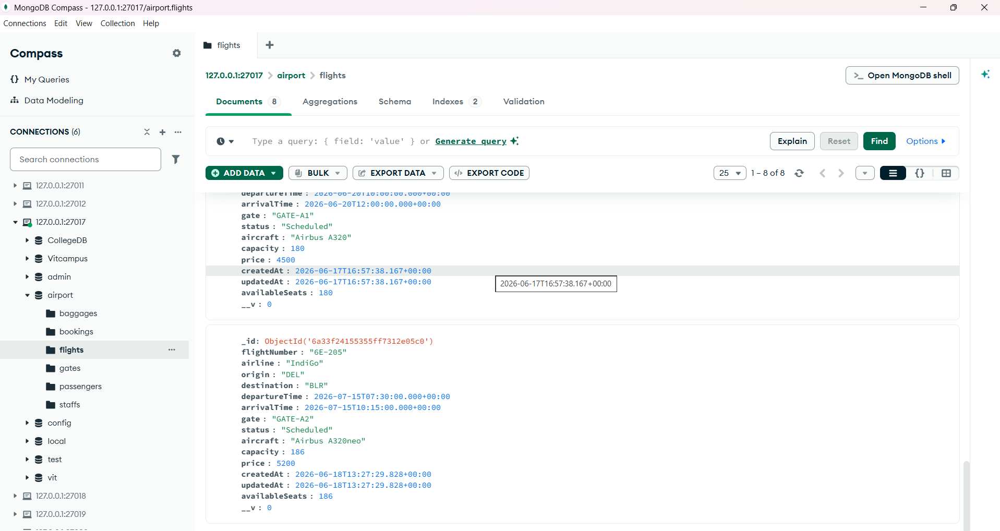 MongoDB Compass - 127.0.0.1:27017/airport.flights
Connections Edit View Collection Help
Compass
My Queries
Data Modeling
CONNECTIONS (6)
Search connections
127.0.0.1:27011
127.0.0.1:27012
127.0.0.1:27017
CollegeDB
Vitcampus
admin
airport
baggages
bookings
flights
gates
passengers
staffs
config
local
test
vit
127.0.0.1:27018
127.0.0.1:27019
flights
127.0.0.1:27017 > airport > flights
>_ Open MongoDB shell
Documents 8 Aggregations Schema Indexes 2 Validation
Type a query: { field: 'value' } or Generate query
Explain Reset Find Options
ADD DATA BULK EXPORT DATA EXPORT CODE
25 1 – 8 of 8
departureTime : 2026-06-20T10:00:00.000+00:00
arrivalTime : 2026-06-20T12:00:00.000+00:00
gate : "GATE-A1"
status : "Scheduled"
aircraft : "Airbus A320"
capacity : 180
price : 4500
createdAt : 2026-06-17T16:57:38.167+00:00
updatedAt : 2026-06-17T16:57:38.167+00:00
2026-06-17T16:57:38.167+00:00
availableSeats : 180
__v : 0
_id: ObjectId('6a33f24155355ff7312e05c0')
flightNumber : "6E-205"
airline : "IndiGo"
origin : "DEL"
destination : "BLR"
departureTime : 2026-07-15T07:30:00.000+00:00
arrivalTime : 2026-07-15T10:15:00.000+00:00
gate : "GATE-A2"
status : "Scheduled"
aircraft : "Airbus A320neo"
capacity : 186
price : 5200
createdAt : 2026-06-18T13:27:29.828+00:00
updatedAt : 2026-06-18T13:27:29.828+00:00
availableSeats : 186
__v : 0